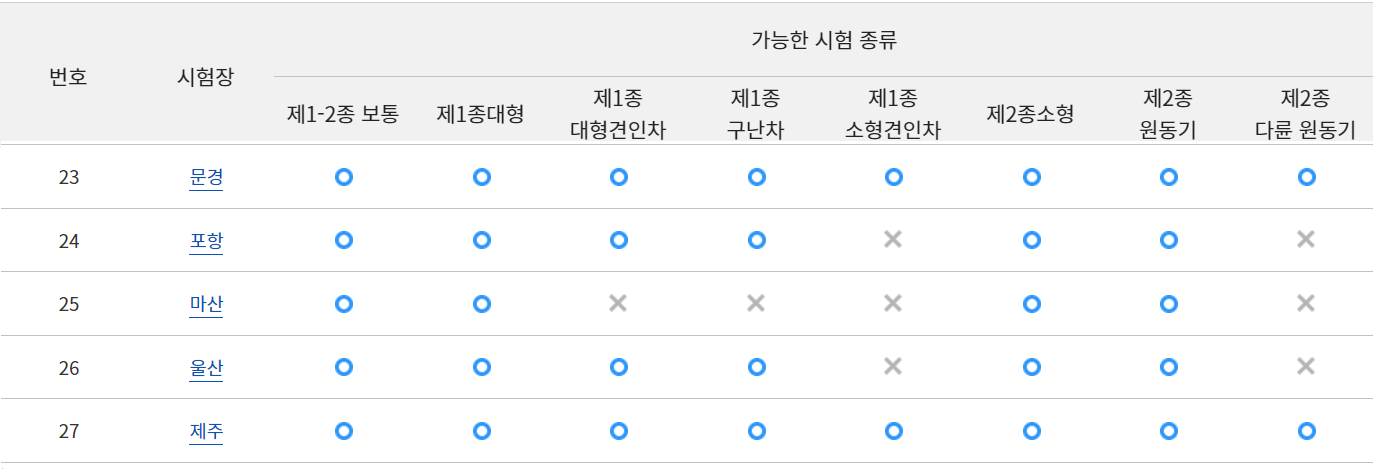 번호 시험장 가능한 시험 종류
제1-2종 보통 제1종대형 제1종 대형견인차 제1종 구난차 제1종 소형견인차 제2종소형 제2종 원동기 제2종 다륜 원동기
23 문경
24 포항
25 마산
26 울산
27 제주